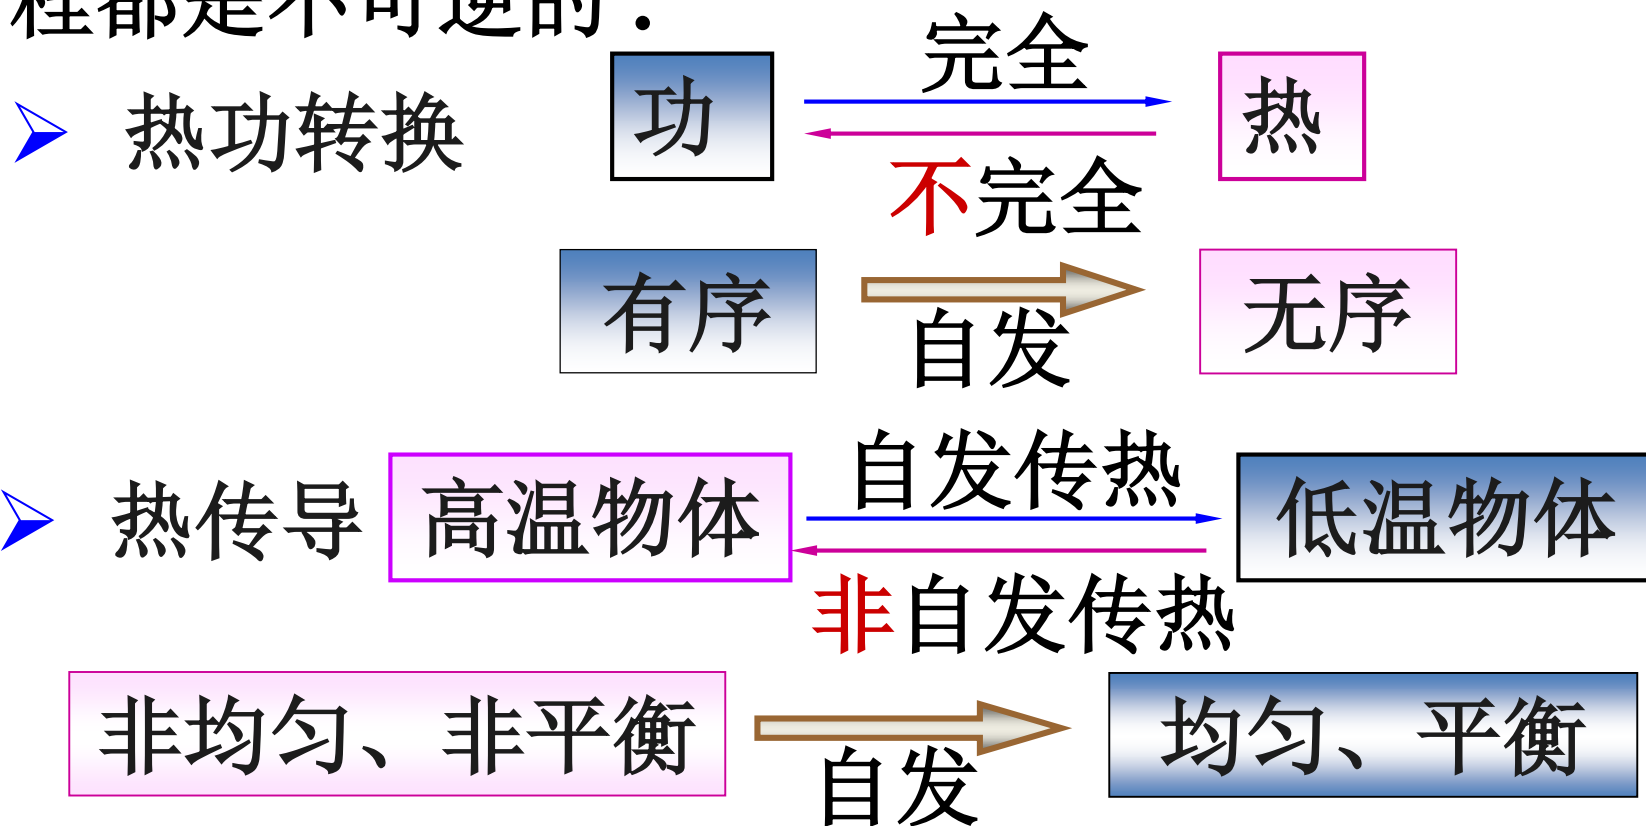 程都是不可逆的．
完全
热功转换 功 热
不完全
有序 无序
自发
自发传热
热传导 高温物体 低温物体
非自发传热
非均匀、非平衡 均匀、平衡
自发